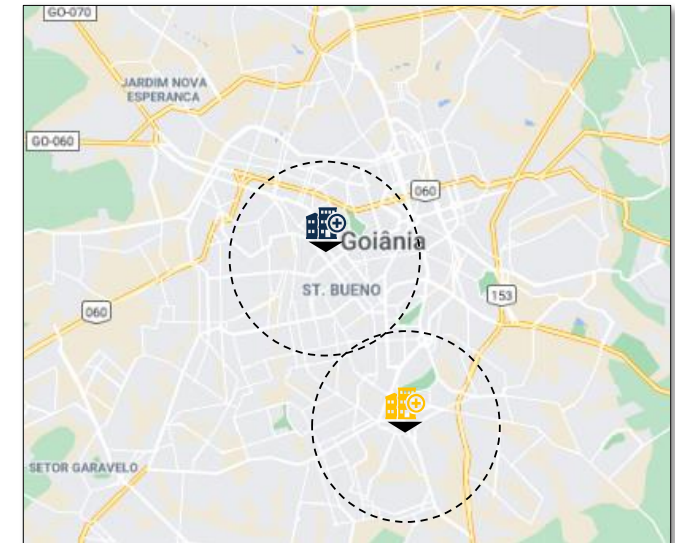 GO-070
JARDIM NOVA
ESPERANCA
GO-060
060
Goiânia
ST. BUENO
153
060
SETOR GARAVELO